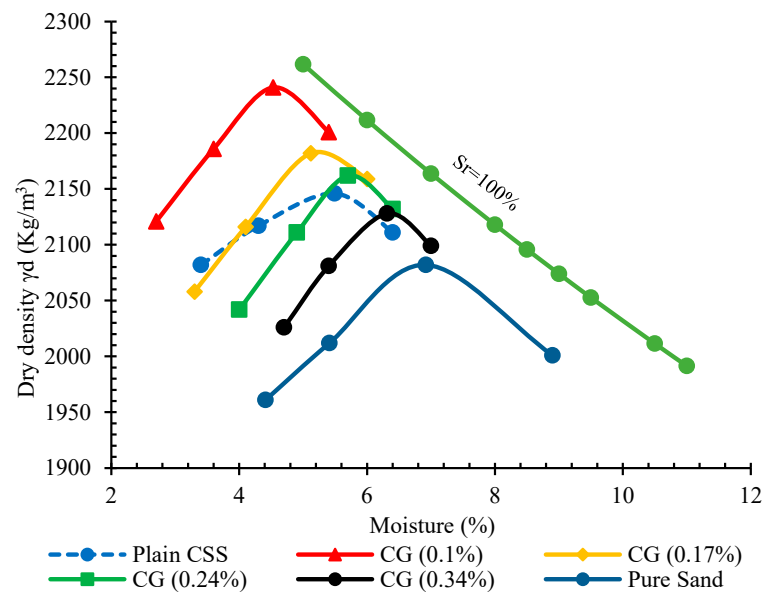 2300
2250
2200
2150
2100
2050
2000
1950
1900
Dry density γd (Kg/m³)
Sr=100%
2 4 6 8 10 12
Moisture (%)
Plain CSS CG (0.1%) CG (0.17%)
CG (0.24%) CG (0.34%) Pure Sand